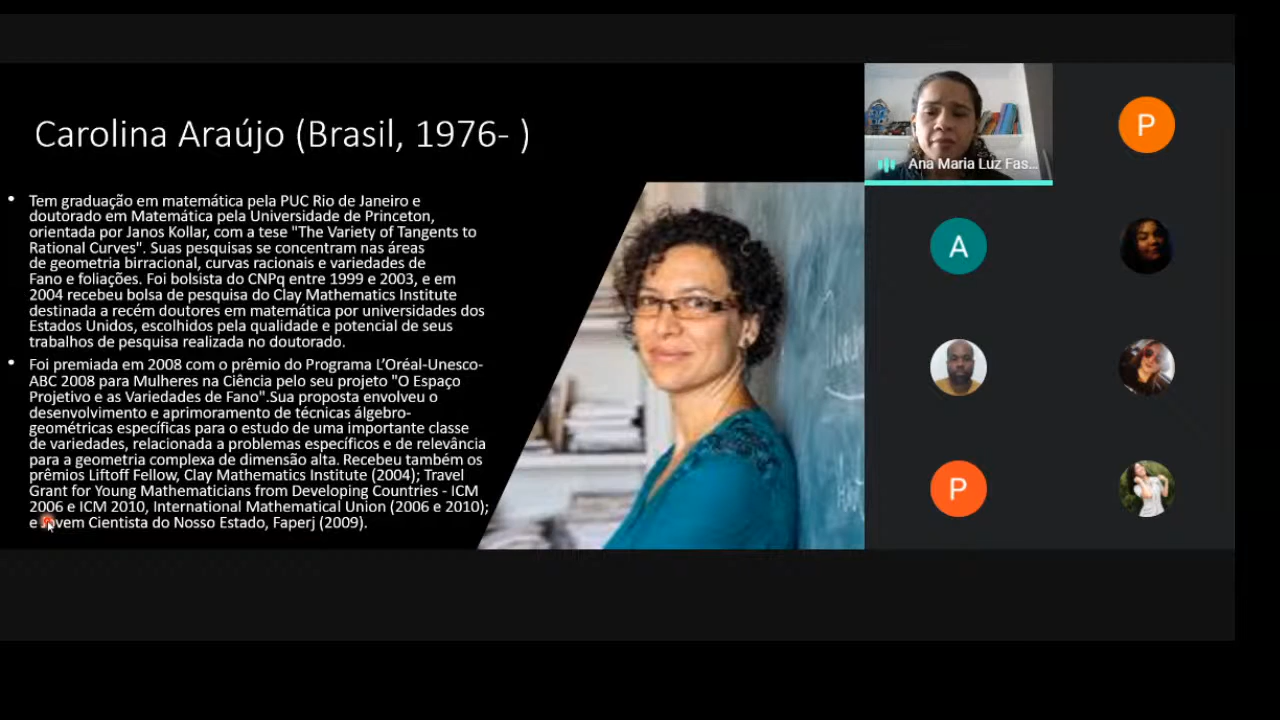 Carolina Araújo (Brasil, 1976- )
• Tem graduação em matemática pela PUC Rio de Janeiro e
doutorado em Matemática pela Universidade de Princeton,
orientada por Janos Kollar, com a tese "The Variety of Tangents to
Rational Curves". Suas pesquisas se concentram nas áreas
de geometria birracional, curvas racionais e variedades de
Fano e foliações. Foi bolsista do CNPq entre 1999 e 2003, e em
2004 recebeu bolsa de pesquisa do Clay Mathematics Institute
destinada a recém doutores em matemática por universidades dos
Estados Unidos, escolhidos pela qualidade e potencial de seus
trabalhos de pesquisa realizada no doutorado.
• Foi premiada em 2008 com o prêmio do Programa L’Oréal-Unesco-
ABC 2008 para Mulheres na Ciência pelo seu projeto "O Espaço
Projetivo e as Variedades de Fano".Sua proposta envolveu o
desenvolvimento e aprimoramento de técnicas álgebro-
geométricas específicas para o estudo de uma importante classe
de variedades, relacionada a problemas específicos e de relevância
para a geometria complexa de dimensão alta. Recebeu também os
prêmios Liftoff Fellow, Clay Mathematics Institute (2004); Travel
Grant for Young Mathematicians from Developing Countries - ICM
2006 e ICM 2010, International Mathematical Union (2006 e 2010);
e Jovem Cientista do Nosso Estado, Faperj (2009).
Ana Maria Luz Fas...
P
A
P